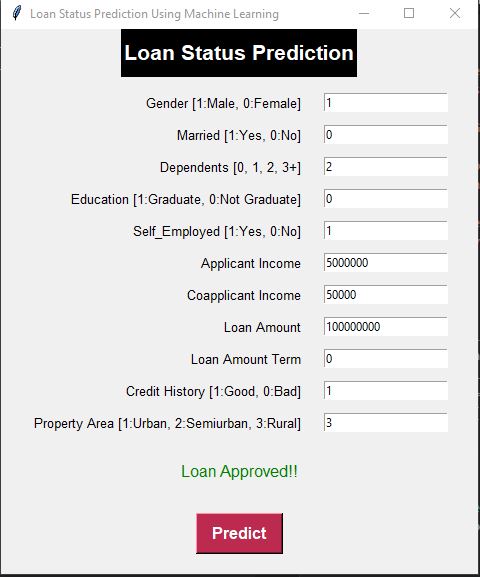 Loan Status Prediction Using Machine Learning
Loan Status Prediction
Gender [1:Male, 0:Female] 1
Married [1:Yes, 0:No] 0
Dependents [0, 1, 2, 3+] 2
Education [1:Graduate, 0:Not Graduate] 0
Self_Employed [1:Yes, 0:No] 1
Applicant Income 5000000
Coapplicant Income 50000
Loan Amount 100000000
Loan Amount Term 0
Credit History [1:Good, 0:Bad] 1
Property Area [1:Urban, 2:Semiurban, 3:Rural] 3
Loan Approved!!
Predict